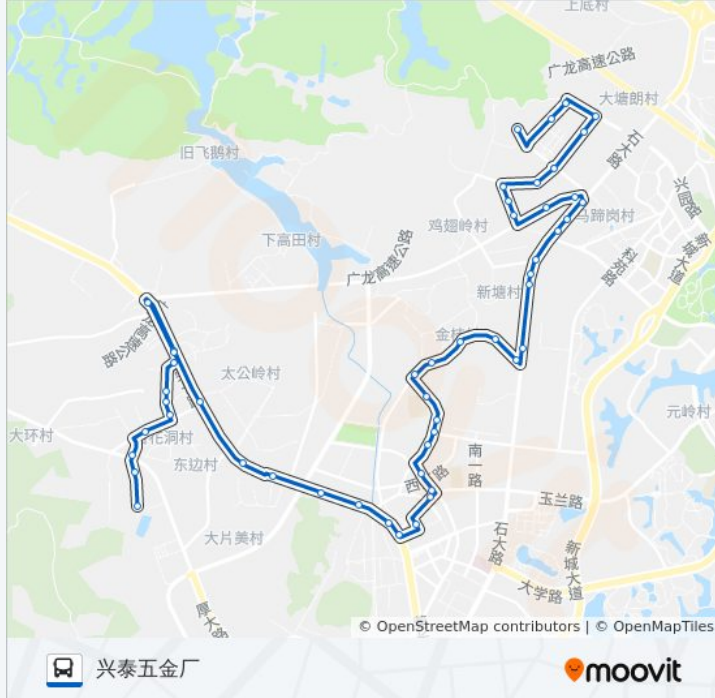 上底村
广龙高速公路
大塘朗村
石大路
旧飞鹅村
兴园路
马蹄岗村
鸡翅岭村
新城大道
下高田村
广龙高速公路
科苑路
新塘村
太公岭村
元岭村
大环村
花洞村
东边村
南一路
西
路
玉兰路
大片美村
石大路
新城大道
大学路
厚大路
© OpenStreetMap contributors | © OpenMapTiles
兴泰五金厂
moovit